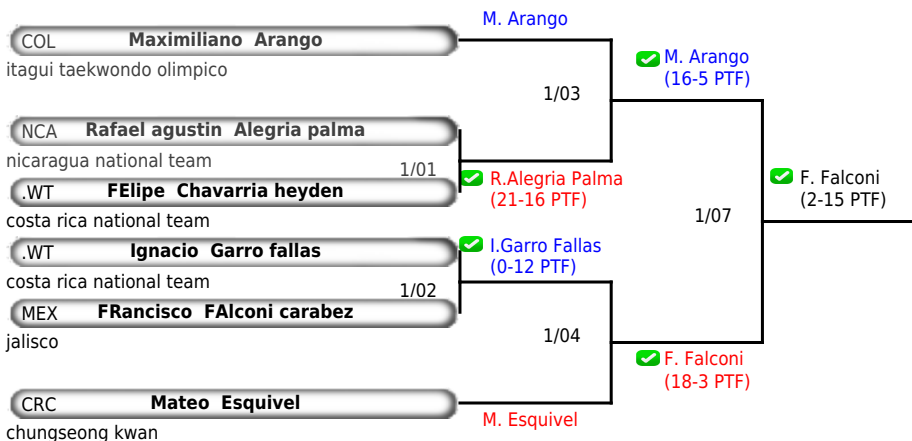 M. Arango
COL Maximiliano Arango
itagui taekwondo olimpico
M. Arango
(16-5 PTF)
1/03
NCA Rafael agustin Alegria palma
nicaragua national team
1/01
R.Alegria Palma
(21-16 PTF)
.WT FElipe Chavarria heyden
costa rica national team
F. Falconi
(2-15 PTF)
1/07
.WT Ignacio Garro fallas
costa rica national team
I.Garro Fallas
(0-12 PTF)
1/02
MEX FRancisco FAlconi carabez
jalisco
1/04
F. Falconi
(18-3 PTF)
CRC Mateo Esquivel
chungseong kwan
M. Esquivel